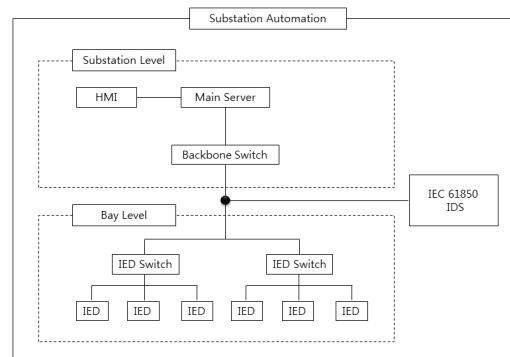 Substation Automation
Substation Level
HMI
Main Server
Backbone Switch
IEC 61850
IDS
Bay Level
IED Switch
IED Switch
IED
IED
IED
IED
IED
IED